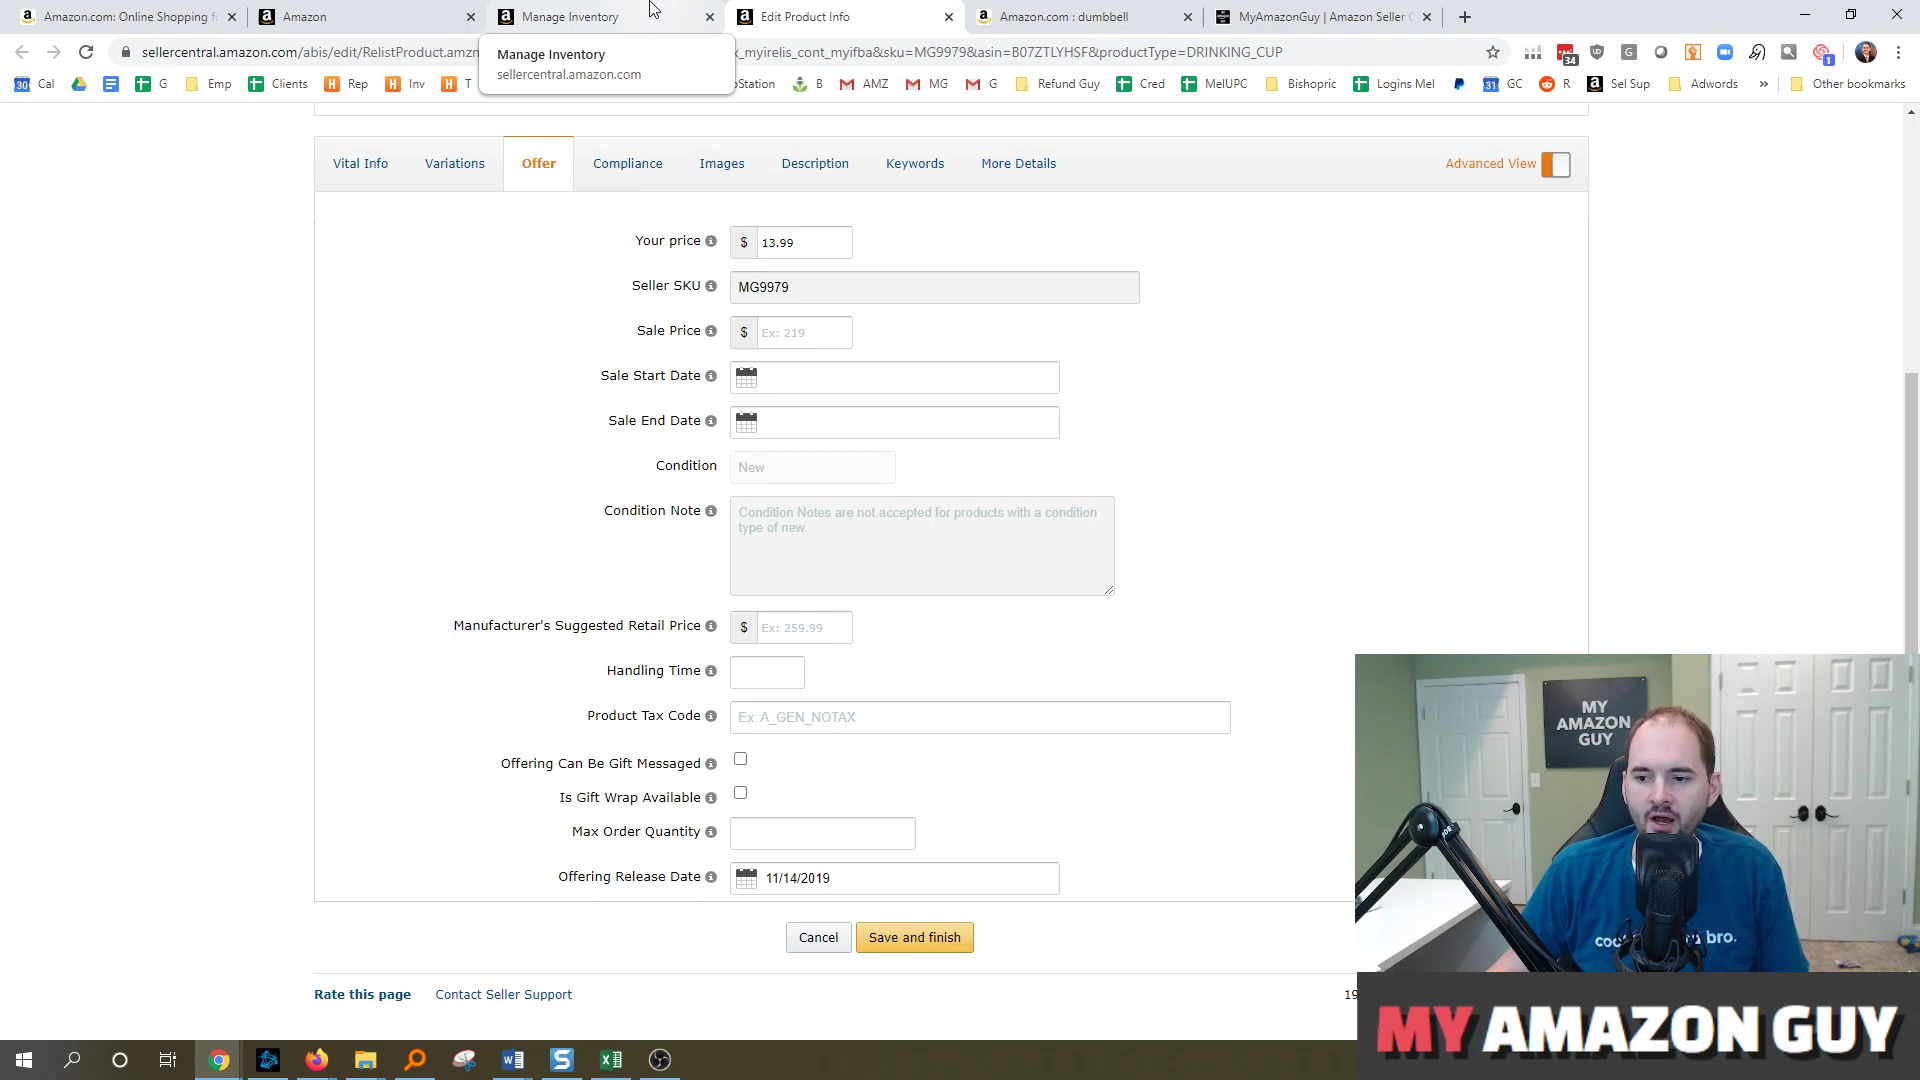 Amazon.com: Online Shopping f
Amazon
Manage Inventory
Edit Product Info
Amazon.com : dumbbell
MyAmazonGuy | Amazon Seller C
sellercentral.amazon.com/abis/edit/RelistProduct.amzn
x_myirelis_cont_myifba&sku=MG9979&asin=B07ZTLYHSF&productType=DRINKING_CUP
34
1
Manage Inventory
sellercentral.amazon.com
30 Cal
G
Emp
Clients
Rep
Inv
T
Station
B
AMZ
MG
G
Refund Guy
Cred
MelUPC
Bishopric
Logins Mel
31 GC
R
Sel Sup
Adwords
»
Other bookmarks
Vital Info
Variations
Offer
Compliance
Images
Description
Keywords
More Details
Advanced View
Your price $ 13.99
Seller SKU MG9979
Sale Price $ Ex: 219
Sale Start Date
Sale End Date
Condition New
Condition Note Condition Notes are not accepted for products with a condition
type of new.
Manufacturer's Suggested Retail Price $ Ex: 259.99
Handling Time
Product Tax Code Ex: A_GEN_NOTAX
Offering Can Be Gift Messaged
Is Gift Wrap Available
Max Order Quantity
Offering Release Date 11/14/2019
Cancel
Save and finish
Rate this page
Contact Seller Support
19
MY
AMAZON
GUY
bro.
MY AMAZON GUY